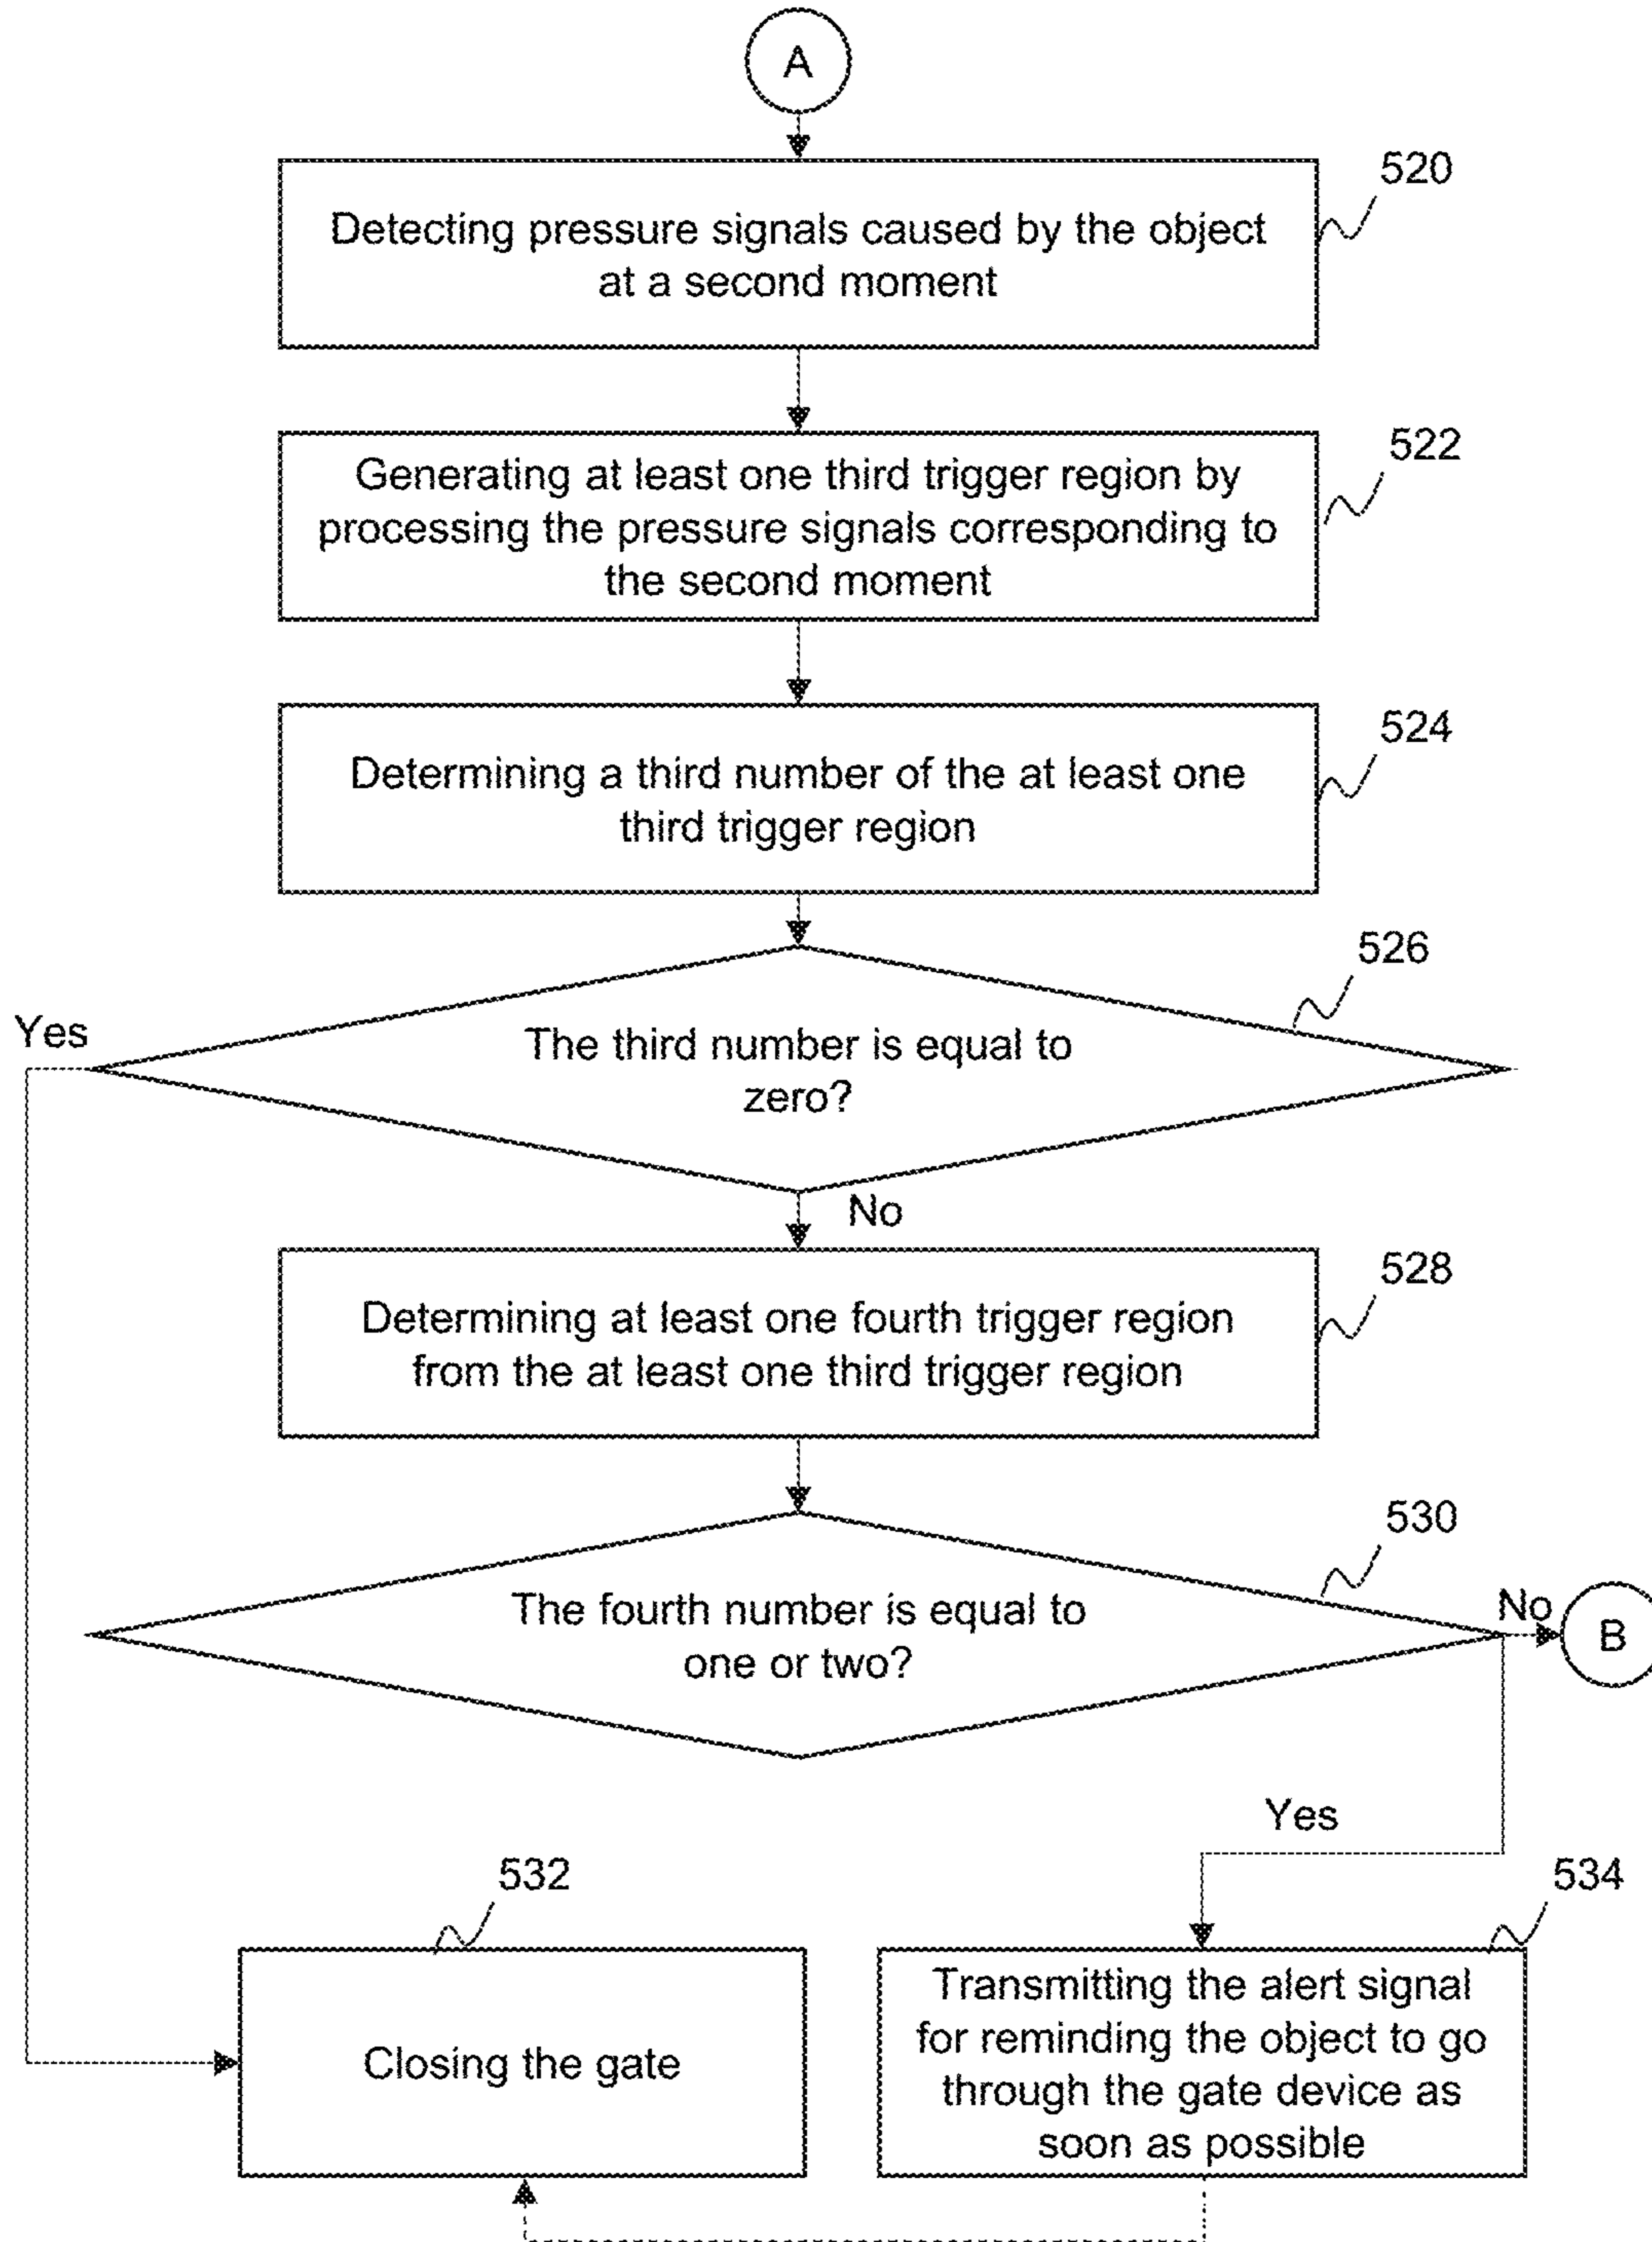 A
520
Detecting pressure signals caused by the object
at a second moment
522
Generating at least one third trigger region by
processing the pressure signals corresponding to
the second moment
524
Determining a third number of the at least one
third trigger region
526
Yes
The third number is equal to
zero?
No
528
Determining at least one fourth trigger region
from the at least one third trigger region
530
The fourth number is equal to
one or two?
No
B
Yes
532
534
Closing the gate
Transmitting the alert signal
for reminding the object to go
through the gate device as
soon as possible